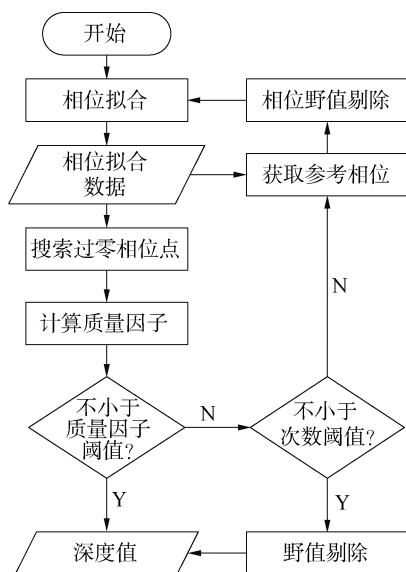 开始
相位拟合
相位野值剔除
相位拟合
数据
获取参考相位
搜索过零相位点
N
计算质量因子
不小于
质量因子
阈值?
N
不小于
次数阈值?
Y
Y
深度值
野值剔除